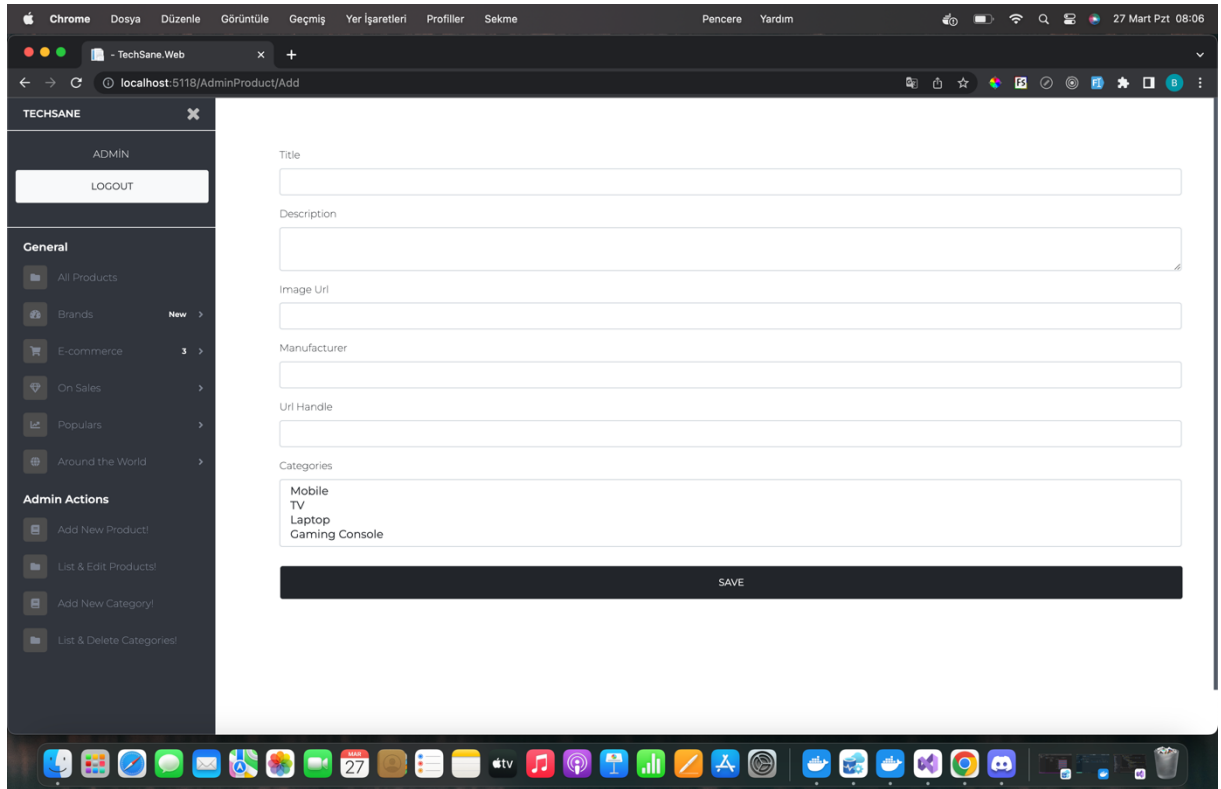 Chrome Dosya Düzenle Görüntüle Geçmiş Yer İşaretleri Profiller Sekme Pencere Yardım 27 Mart Pzt 08:06
- TechSane.Web
localhost:5118/AdminProduct/Add
B
TECHSANE
ADMİN
LOGOUT
General
All Products
Brands New
E-commerce 3
On Sales
Populars
Around the World
Admin Actions
Add New Product!
List & Edit Products!
Add New Category!
List & Delete Categories!
Title
Description
Image Url
Manufacturer
Url Handle
Categories
Mobile
TV
Laptop
Gaming Console
SAVE
MAR
27
tv